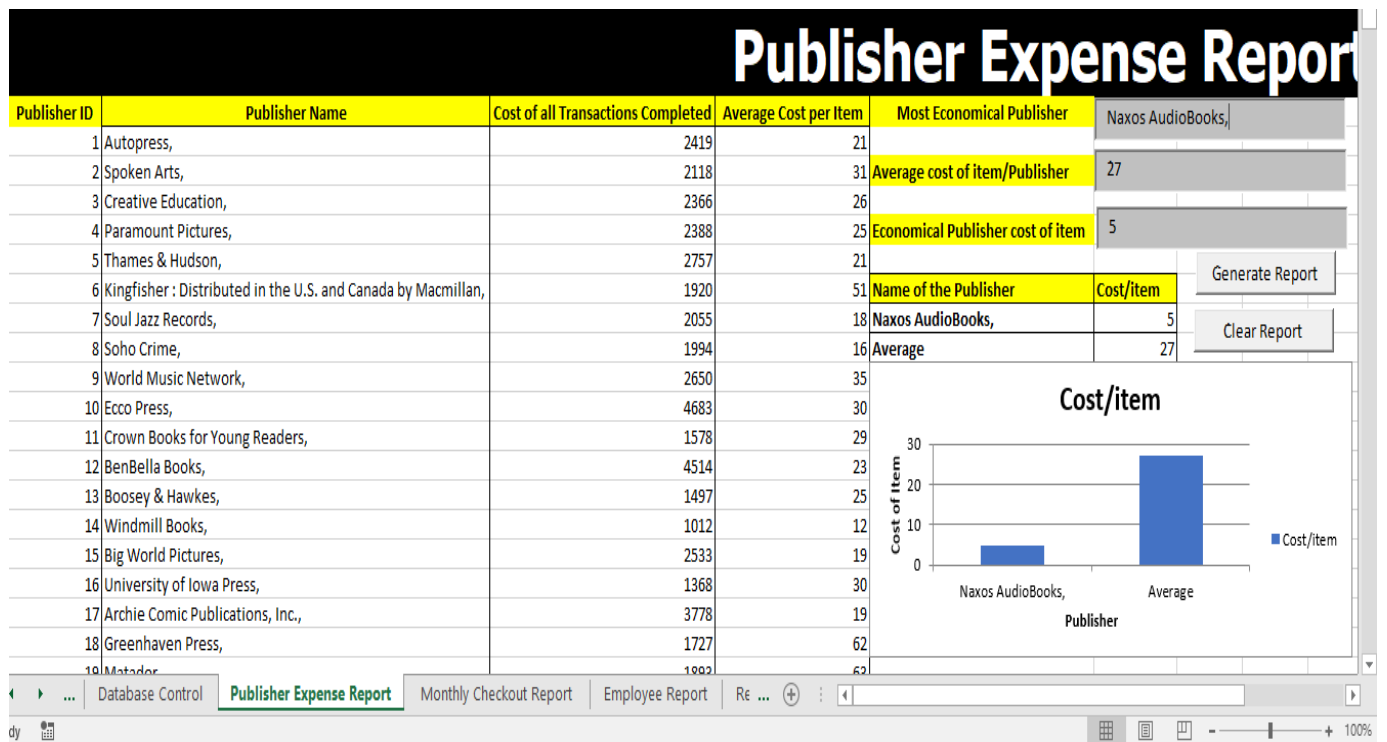 Publisher Expense Report
Publisher ID Publisher Name Cost of all Transactions Completed Average Cost per Item Most Economical Publisher Naxos AudioBooks,
1 Autopress, 2419 21
2 Spoken Arts, 2118 31 Average cost of item/Publisher 27
3 Creative Education, 2366 26
4 Paramount Pictures, 2388 25 Economical Publisher cost of item 5
5 Thames & Hudson, 2757 21
Generate Report
6 Kingfisher : Distributed in the U.S. and Canada by Macmillan, 1920 51 Name of the Publisher Cost/item
7 Soul Jazz Records, 2055 18 Naxos AudioBooks, 5
Clear Report
8 Soho Crime, 1994 16 Average 27
9 World Music Network, 2650 35
10 Ecco Press, 4683 30
11 Crown Books for Young Readers, 1578 29
12 BenBella Books, 4514 23
13 Boosey & Hawkes, 1497 25
14 Windmill Books, 1012 12
15 Big World Pictures, 2533 19
16 University of Iowa Press, 1368 30
17 Archie Comic Publications, Inc., 3778 19
18 Greenhaven Press, 1727 62
19 Matador 1893 63
Cost/item
30
20
10
0
Cost of Item
Cost/item
Naxos AudioBooks, Average
Publisher
... Database Control Publisher Expense Report Monthly Checkout Report Employee Report Re ...
dy 100%